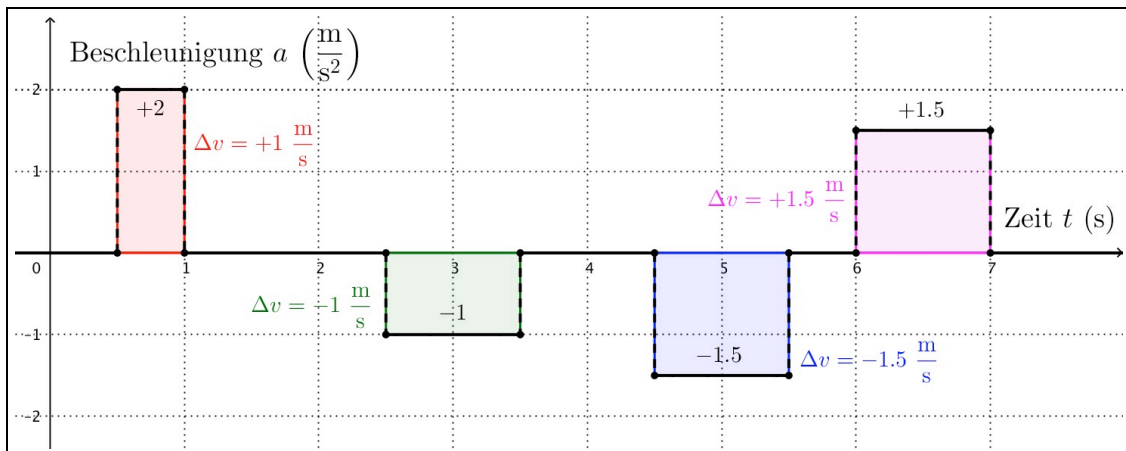 Beschleunigung a (m/s²)
2
+2
+1.5
Δv = +1 m/s
1
Δv = +1.5 m/s
Zeit t (s)
0 1 2 3 4 5 6 7
Δv = −1 m/s
−1
−1
−1.5
Δv = −1.5 m/s
−2